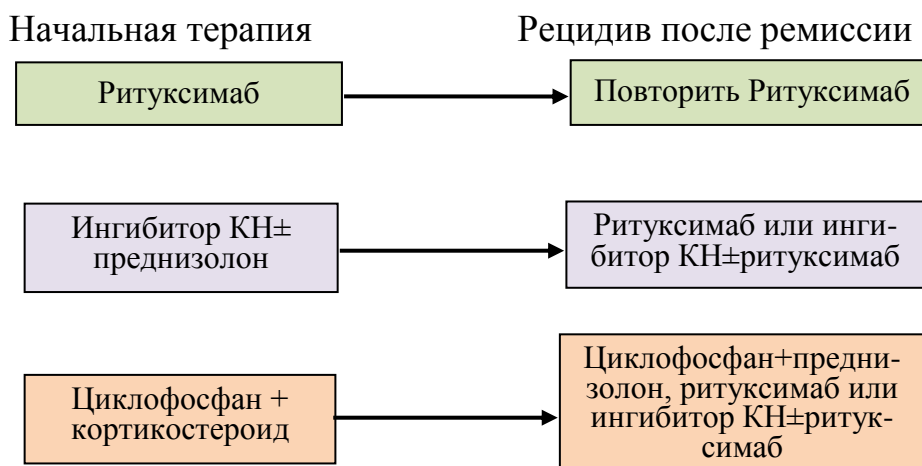 Начальная терапия
Рецидив после ремиссии
Ритуксимаб
Повторить Ритуксимаб
Ингибитор КН±
преднизолон
Ритуксимаб или инги-
битор КН±ритуксимаб
Циклофосфан +
кортикостероид
Циклофосфан+предни-
золон, ритуксимаб или
ингибитор КН±ритук-
симаб